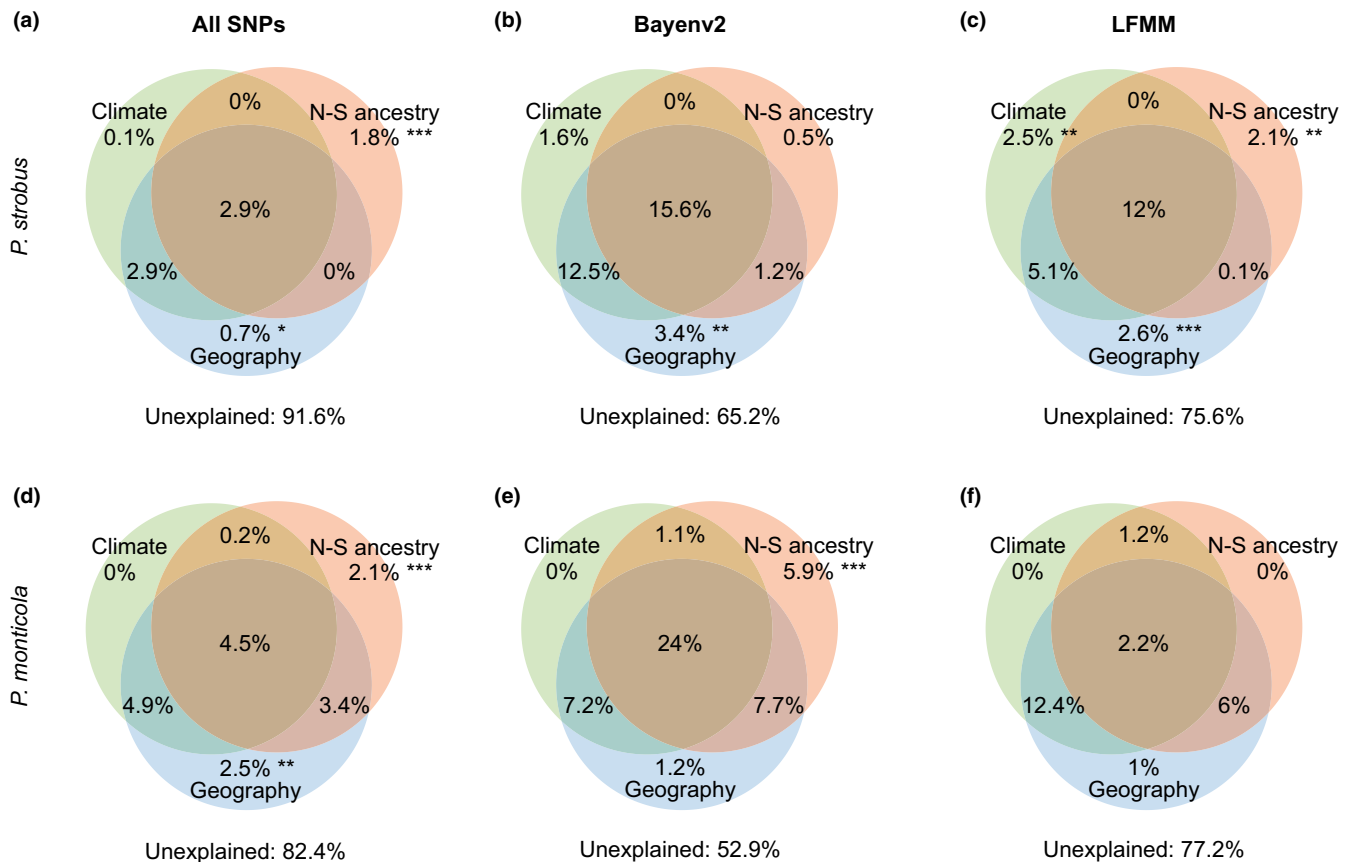 (a) All SNPs
Climate
0.1%
0%
N-S ancestry
1.8% ***
2.9%
2.9%
0%
0.7% *
Geography
Unexplained: 91.6%
P. strobus
(b) Bayenv2
Climate
1.6%
0%
N-S ancestry
0.5%
15.6%
12.5%
1.2%
3.4% **
Geography
Unexplained: 65.2%
(c) LFMM
Climate
2.5% **
0%
N-S ancestry
2.1% **
12%
5.1%
0.1%
2.6% ***
Geography
Unexplained: 75.6%
(d)
Climate
0%
0.2%
N-S ancestry
2.1% ***
4.5%
4.9%
3.4%
2.5% **
Geography
Unexplained: 82.4%
P. monticola
(e)
Climate
0%
1.1%
N-S ancestry
5.9% ***
24%
7.2%
7.7%
1.2%
Geography
Unexplained: 52.9%
(f)
Climate
0%
1.2%
N-S ancestry
0%
2.2%
12.4%
6%
1%
Geography
Unexplained: 77.2%